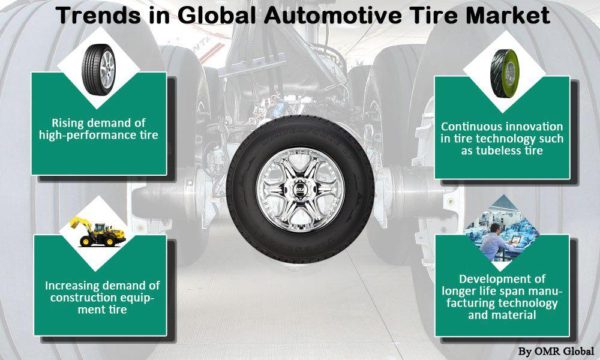 Trends in Global Automotive Tire Market
Rising demand of
high-performance tire
Continuous innovation
in tire technology such
as tubeless tire
Increasing demand of
construction equip-
ment tire
Development of
longer life span manu-
facturing technology
and material
By OMR Global